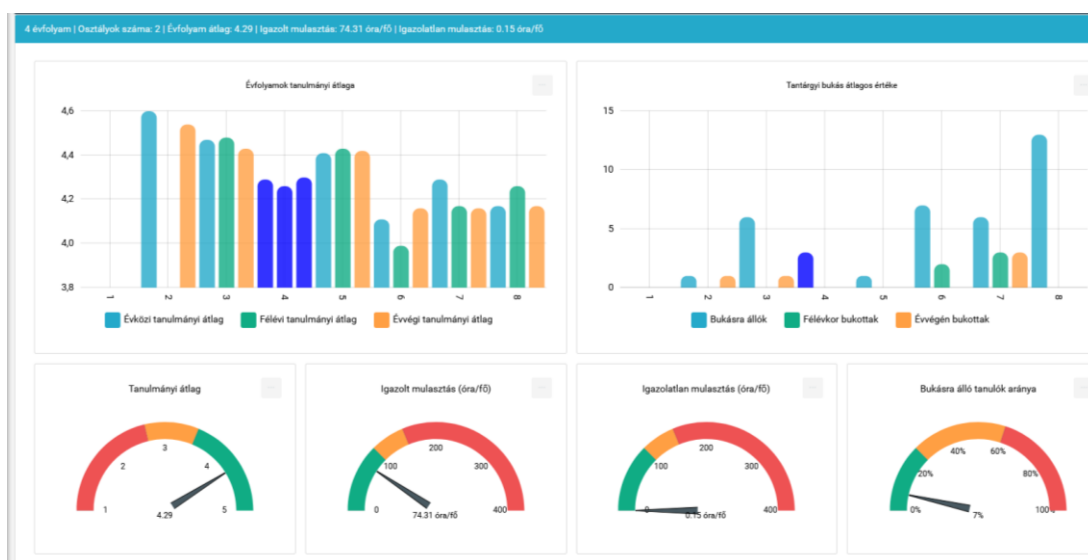 4 évfolyam | Osztályok száma: 2 | Évfolyam átlag: 4.29 | Igazolt mulasztás: 74.31 óra/fő | Igazolatlan mulasztás: 0.15 óra/fő
Évfolyamok tanulmányi átlaga
4,6
4,4
4,2
4,0
3,8
1 2 3 4 5 6 7 8
Évközi tanulmányi átlag Félévi tanulmányi átlag Évvégi tanulmányi átlag
Tantárgyi bukás átlagos értéke
15
10
5
0
1 2 3 4 5 6 7 8
Bukásra állók Félévkor bukottak Évvégén bukottak
Tanulmányi átlag
1 2 3 4 5
4.29
Igazolt mulasztás (óra/fő)
0 100 200 300 400
74.31 óra/fő
Igazolatlan mulasztás (óra/fő)
0 100 200 300 400
0.15 óra/fő
Bukásra álló tanulók aránya
0% 20% 40% 60% 80% 100%
7%